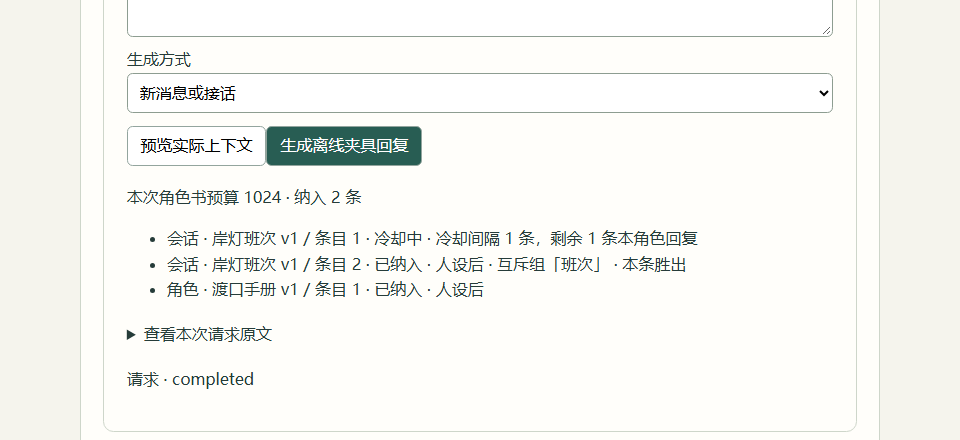 生成方式
新消息或接话
预览实际上下文 生成离线夹具回复
本次角色书预算 1024 · 纳入 2 条
• 会话 · 岸灯班次 v1 / 条目 1 · 冷却中 · 冷却间隔 1 条，剩余 1 条本角色回复
• 会话 · 岸灯班次 v1 / 条目 2 · 已纳入 · 人设后 · 互斥组「班次」 · 本条胜出
• 角色 · 渡口手册 v1 / 条目 1 · 已纳入 · 人设后
▶ 查看本次请求原文
请求 · completed